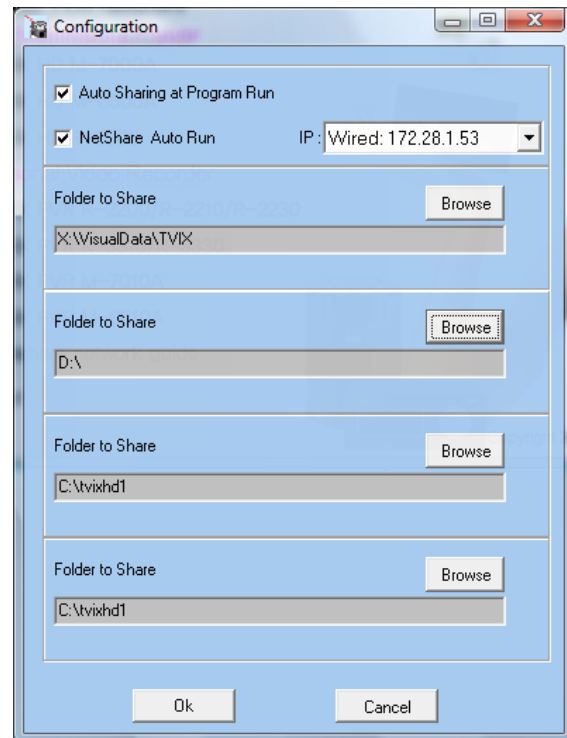 Configuration
Auto Sharing at Program Run
NetShare Auto Run IP : Wired: 172.28.1.53
Folder to Share Browse
X:\VisualData\TVIX
Folder to Share Browse
D:\
Folder to Share Browse
C:\tvixhd1
Folder to Share Browse
C:\tvixhd1
Ok Cancel